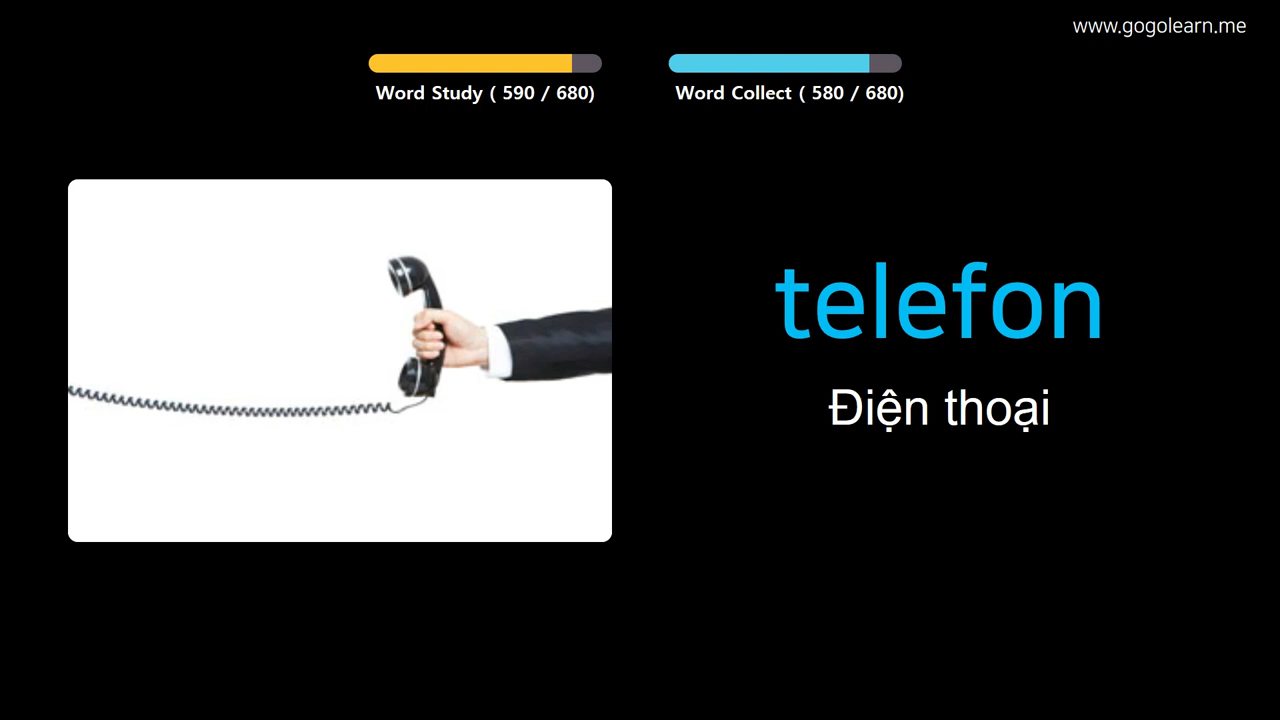 www.gogolearn.me
Word Study ( 590 / 680)
Word Collect ( 580 / 680)
telefon
Điện thoại